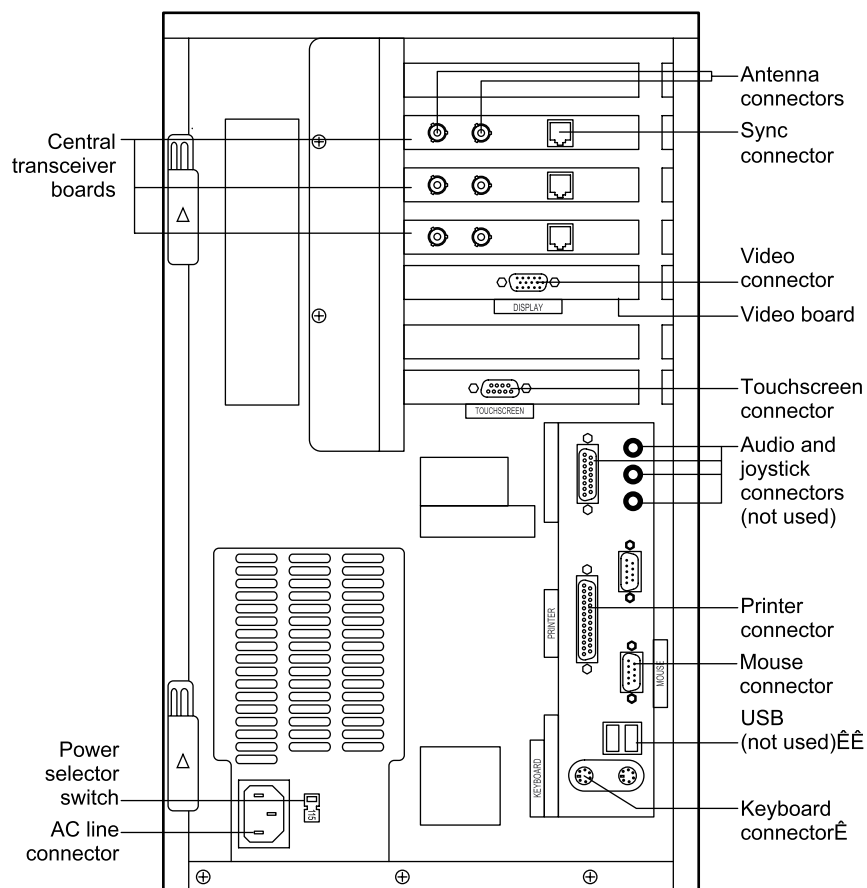 Antenna
connectors
Sync
connector
Central
transceiver
boards
Video
connector
DISPLAY
Video board
Touchscreen
connector
TOUCHSCREEN
Audio and
joystick
connectors
(not used)
PRINTER
Printer
connector
MOUSE
Mouse
connector
USB
(not used)ÊÊ
KEYBOARD
Keyboard
connectorÊ
Power
selector
switch
115
AC line
connector